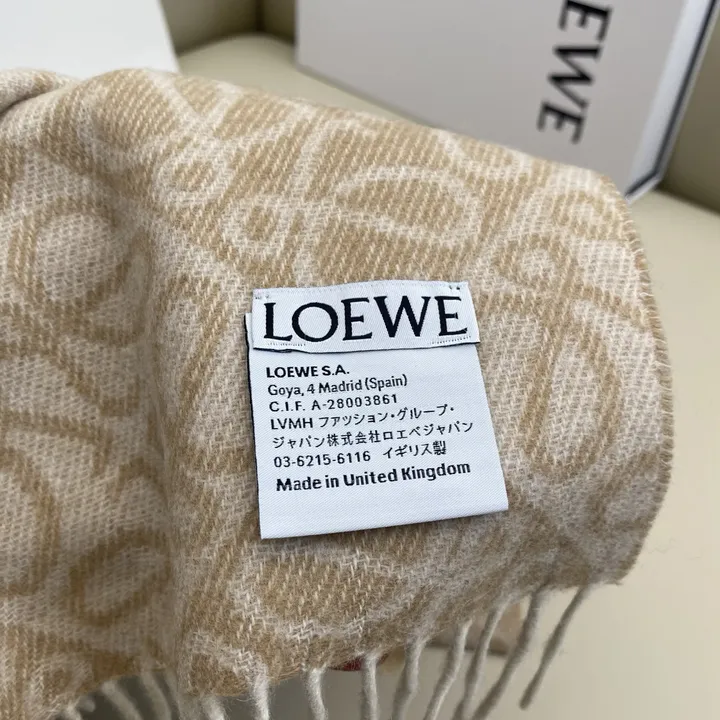 LOEWE
LOEWE
LOEWE S.A.
Goya, 4 Madrid (Spain)
C.I.F. A-28003861
LVMH ファッション・グループ・
ジャパン株式会社ロエベジャパン
03-6215-6116 イギリス製
Made in United Kingdom